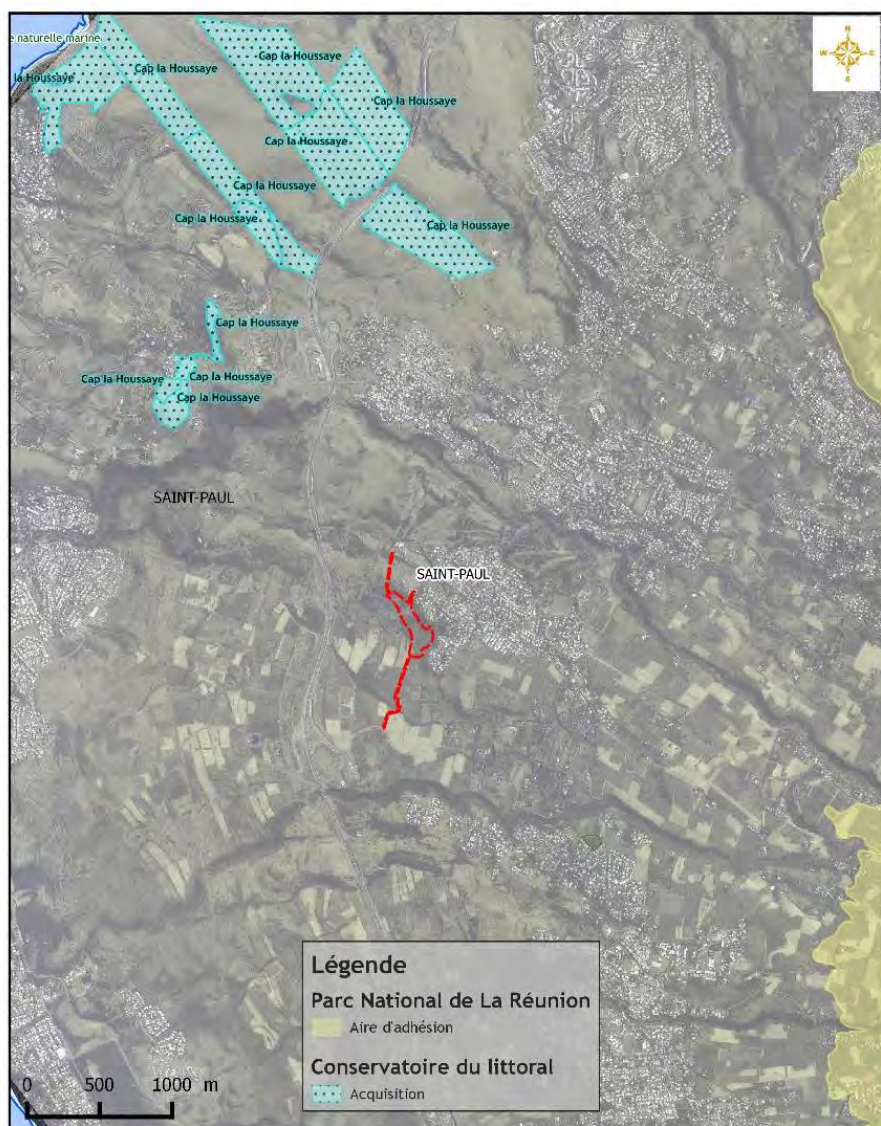 e naturelle marine
N
W E
S
la Houssaye
Cap la Houssaye
Cap la Houssaye
Cap la Houssaye
Cap la Houssaye
Cap la Houssaye
Cap la Houssaye
Cap la Houssaye
Cap la Houssaye
Cap la Houssaye
Cap la Houssaye
SAINT-PAUL
SAINT-PAUL
Légende
Parc National de La Réunion
Aire d'adhésion
Conservatoire du littoral
Acquisition
0 500 1000 m